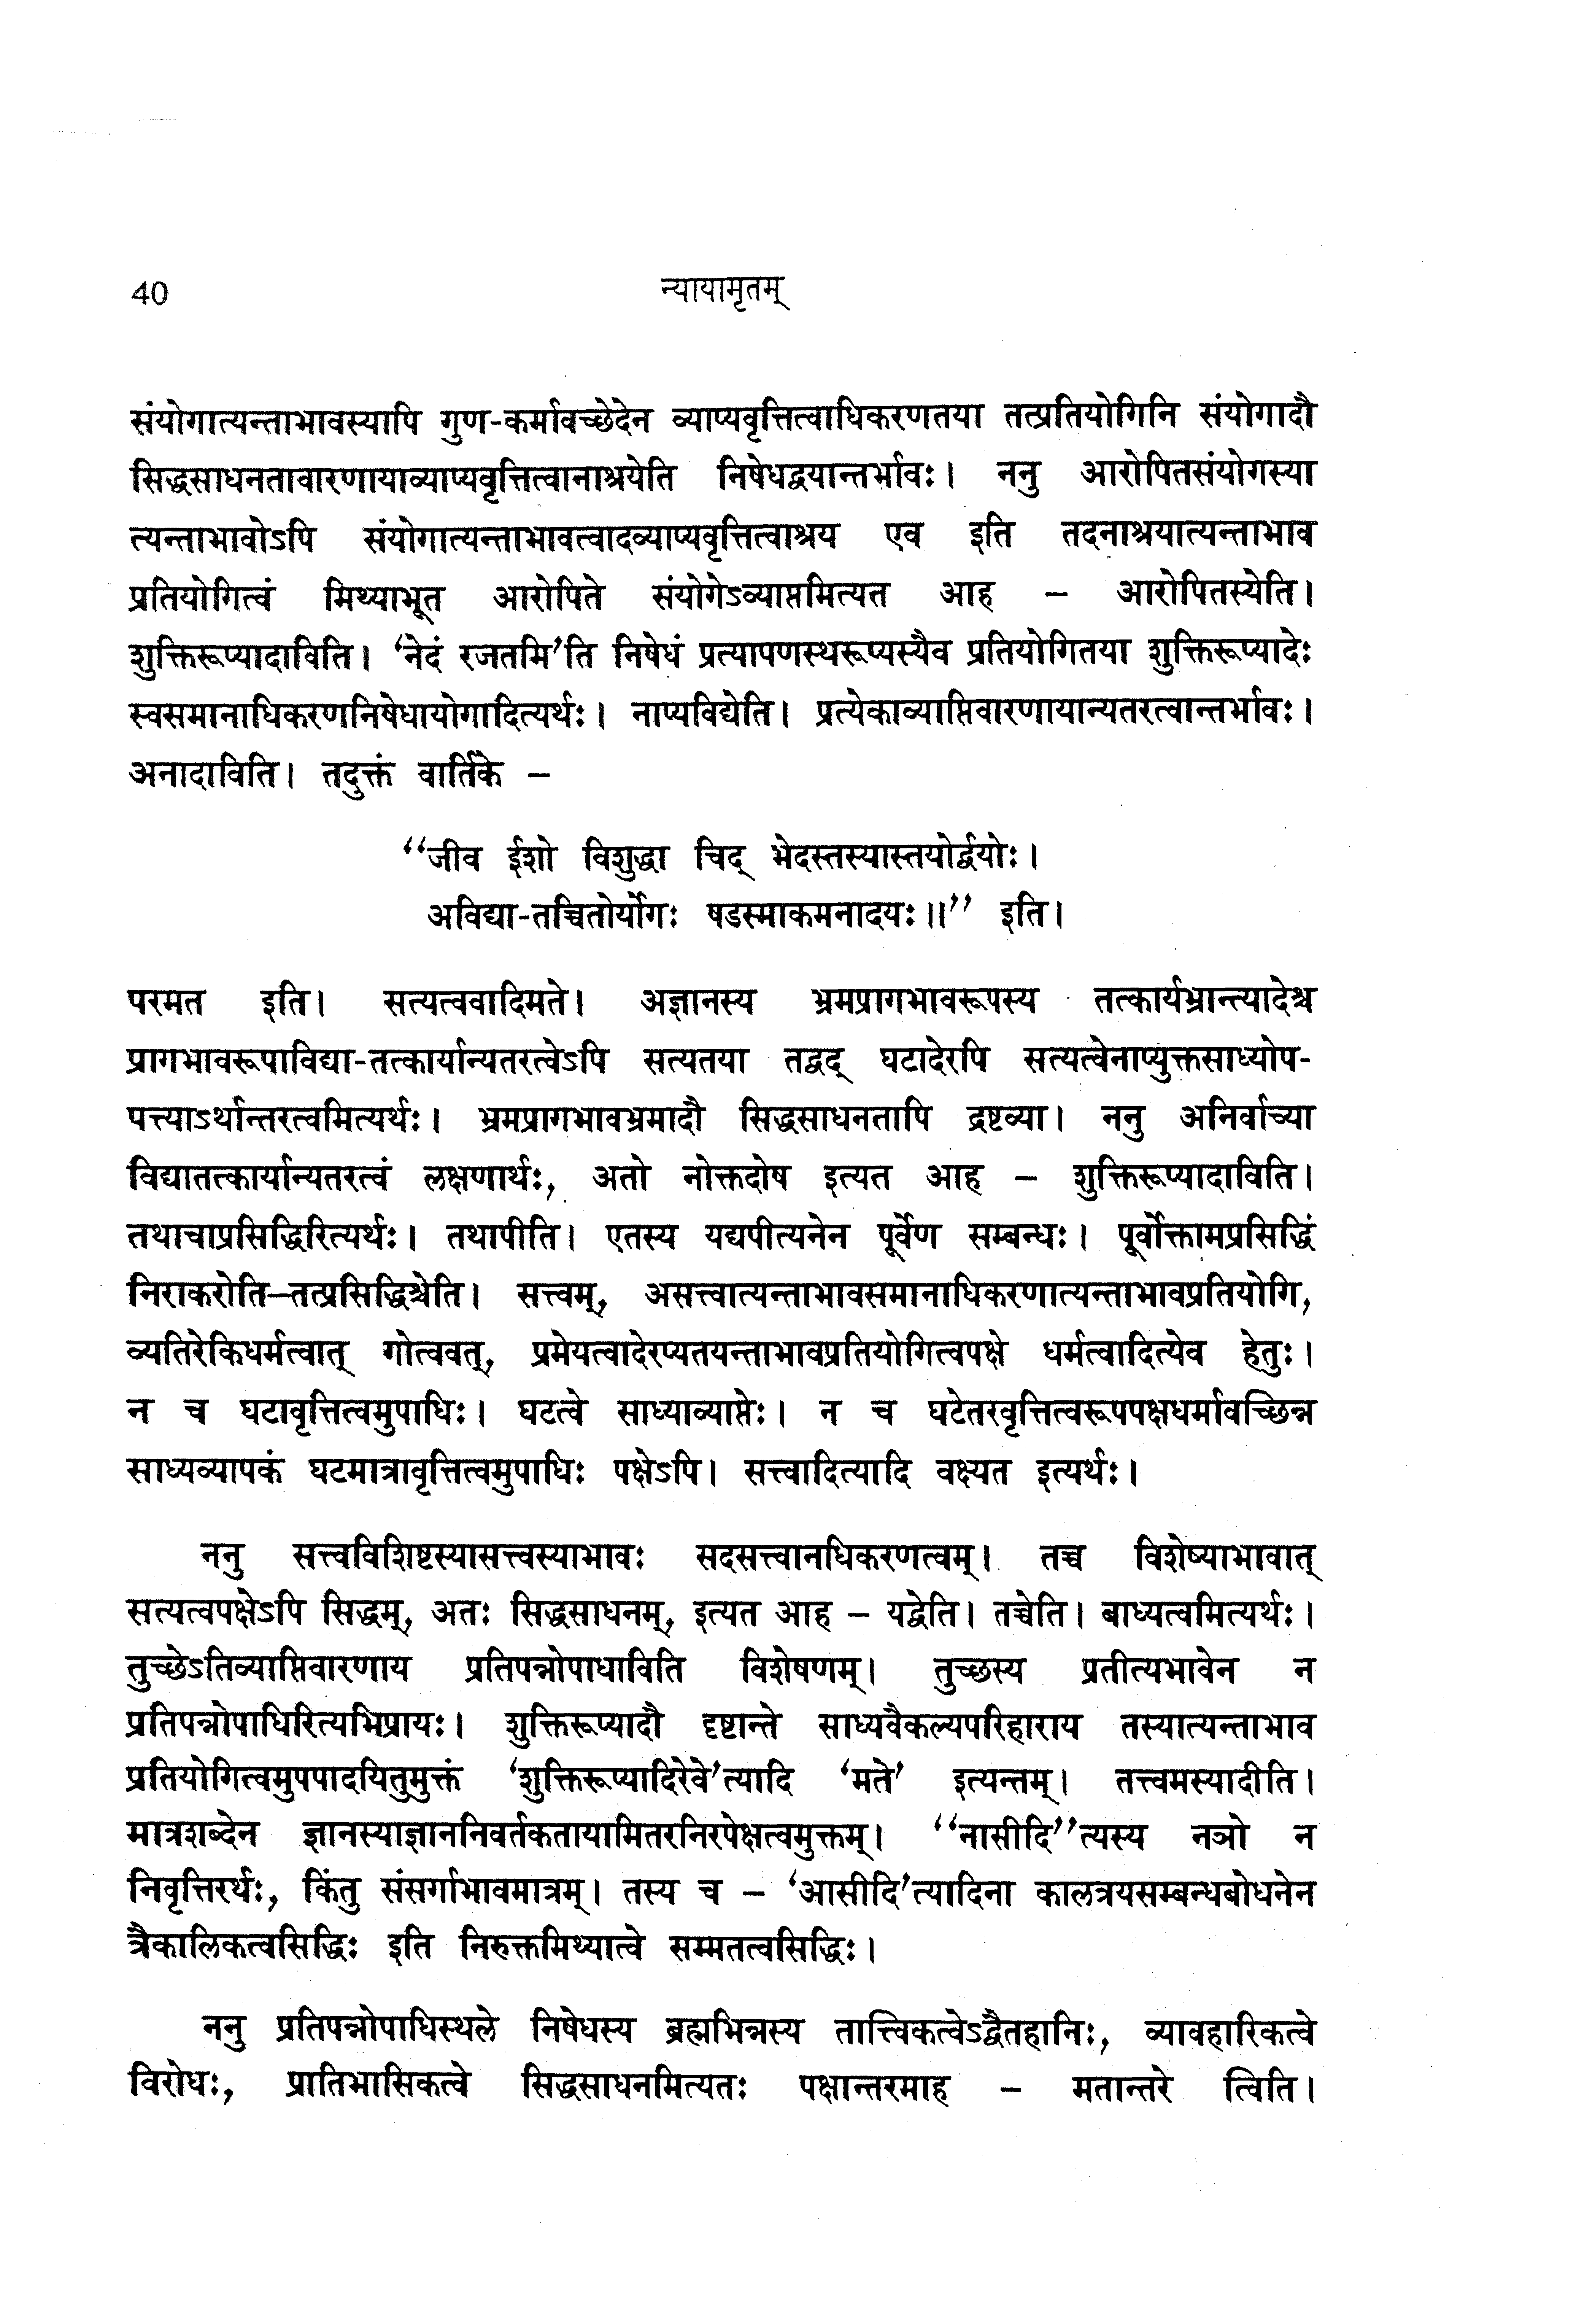 40
न्यायामृतम्
संयोगात्यन्ताभावस्यापि गुण-कर्मावच्छेदेन व्याप्यवृत्तित्वाधिकरणतया तत्प्रतियोगिनि संयोगादौ
सिद्धसाधनतावारणायाव्याप्यवृत्तित्वानाश्रयेति निषेधद्वयान्तर्भावः। ननु आरोपितसंयोगस्या
त्यन्ताभावोऽपि संयोगात्यन्ताभावत्वादव्याप्यवृत्तित्वाश्रय एव इति तदनाश्रयात्यन्ताभाव
प्रतियोगित्वं मिथ्याभूत आरोपिते संयोगेऽव्याप्तमित्यत आह – आरोपितस्येति।
शुक्तिरूप्यादाविति। ‘नेदं रजतमि’ति निषेधं प्रत्यापणस्थरूप्यस्यैव प्रतियोगितया शुक्तिरूप्यादेः
स्वसमानाधिकरणनिषेधायोगादित्यर्थः। नाप्यविद्येति। प्रत्येकाव्याप्तिवारणायान्यतरत्वान्तर्भावः।
अनादाविति। तदुक्तं वार्तिके –
“जीव ईशो विशुद्धा चिद् भेदस्तस्यास्तयोर्द्वयोः।
अविद्या-तच्चितोर्योगः षडस्माकमनादयः॥” इति।
परमत इति। सत्यत्ववादिमते। अज्ञानस्य भ्रमप्रागभावरूपस्य तत्कार्यभ्रान्त्यादेश्च
प्रागभावरूपाविद्या-तत्कार्यान्यतरत्वेऽपि सत्यतया तद्वद् घटादेरपि सत्यत्वेनाप्युक्तसाध्योप-
पत्त्याऽर्थान्तरत्वमित्यर्थः। भ्रमप्रागभावभ्रमादौ सिद्धसाधनतापि द्रष्टव्या। ननु अनिर्वाच्या
विद्यातत्कार्यान्यतरत्वं लक्षणार्थः, अतो नोक्तदोष इत्यत आह – शुक्तिरूप्यादाविति।
तथाचाप्रसिद्धिरित्यर्थः। तथापीति। एतस्य यद्यपीत्यनेन पूर्वेण सम्बन्धः। पूर्वोक्तामप्रसिद्धिं
निराकरोति–तत्प्रसिद्धिश्चेति। सत्त्वम्, असत्त्वात्यन्ताभावसमानाधिकरणात्यन्ताभावप्रतियोगि,
व्यतिरेकिधर्मत्वात् गोत्ववत्, प्रमेयत्वादेरप्यतयन्ताभावप्रतियोगित्वपक्षे धर्मत्वादित्येव हेतुः।
न च घटावृत्तित्वमुपाधिः। घटत्वे साध्याव्याप्तेः। न च घटेतरवृत्तित्वरूपपक्षधर्मावच्छिन्न
साध्यव्यापकं घटमात्रावृत्तित्वमुपाधिः पक्षेऽपि। सत्त्वादित्यादि वक्ष्यत इत्यर्थः।
ननु सत्त्वविशिष्टस्यासत्त्वस्याभावः सदसत्त्वानधिकरणत्वम्। तच्च विशेष्याभावात्
सत्यत्वपक्षेऽपि सिद्धम्, अतः सिद्धसाधनम्, इत्यत आह – यद्वेति। तच्चेति। बाध्यत्वमित्यर्थः।
तुच्छेऽतिव्याप्तिवारणाय प्रतिपन्नोपाधाविति विशेषणम्। तुच्छस्य प्रतीत्यभावेन न
प्रतिपन्नोपाधिरित्यभिप्रायः। शुक्तिरूप्यादौ दृष्टान्ते साध्यवैकल्यपरिहाराय तस्यात्यन्ताभाव
प्रतियोगित्वमुपपादयितुमुक्तं ‘शुक्तिरूप्यादिरेवे’त्यादि ‘मते’ इत्यन्तम्। तत्त्वमस्यादीति।
मात्रशब्देन ज्ञानस्याज्ञाननिवर्तकतायामितरनिरपेक्षत्वमुक्तम्। “नासीदि”त्यस्य नञो न
निवृत्तिरर्थः, किंतु संसर्गाभावमात्रम्। तस्य च – ‘आसीदि’त्यादिना कालत्रयसम्बन्धबोधनेन
त्रैकालिकत्वसिद्धिः इति निरुक्तमिथ्यात्वे सम्मतत्वसिद्धिः।
ननु प्रतिपन्नोपाधिस्थले निषेधस्य ब्रह्मभिन्नस्य तात्त्विकत्वेऽद्वैतहानिः, व्यावहारिकत्वे
विरोधः, प्रातिभासिकत्वे सिद्धसाधनमित्यतः पक्षान्तरमाह – मतान्तरे त्विति।